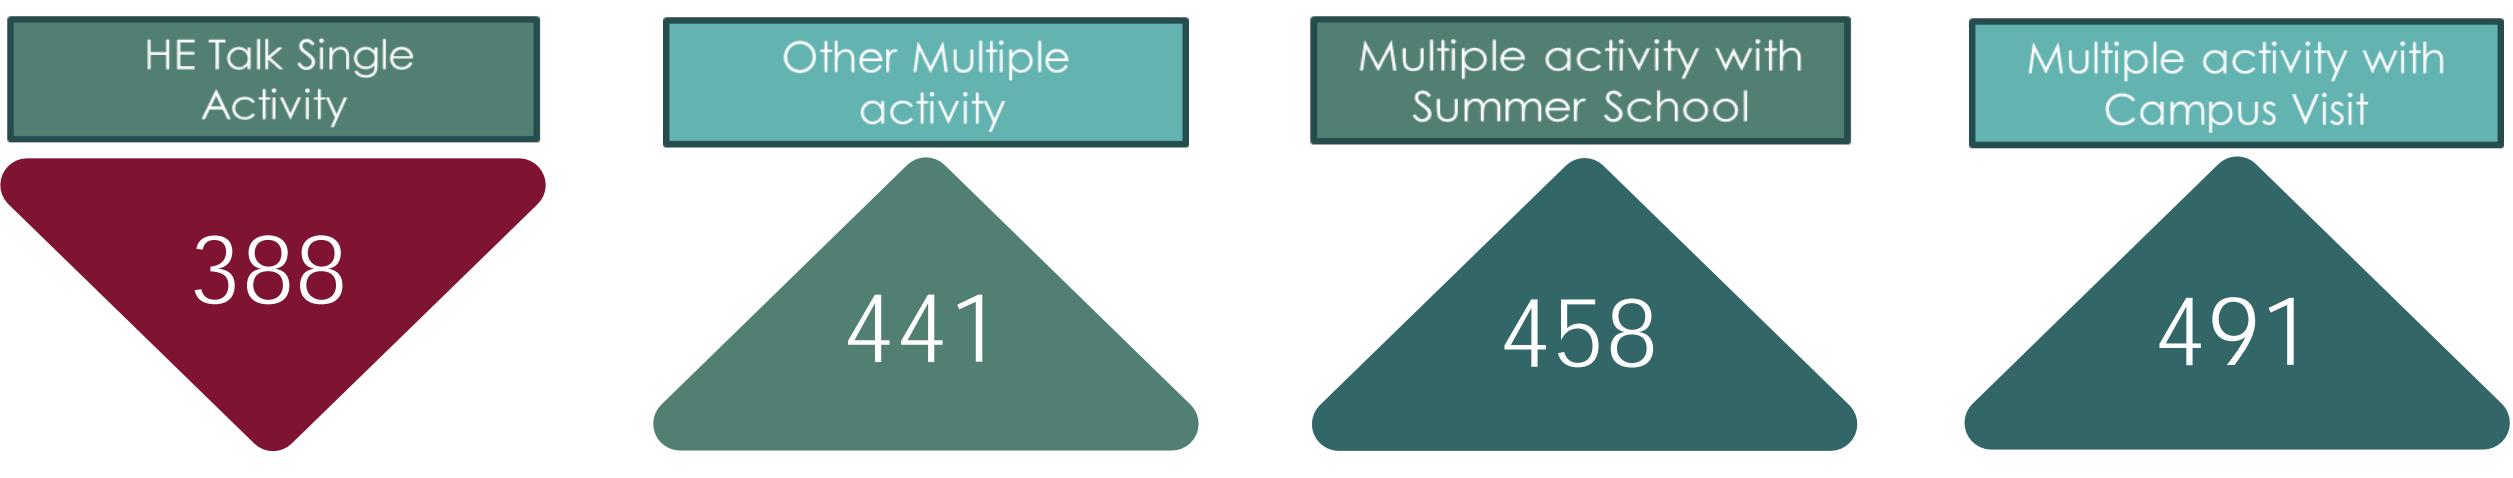 HE Talk Single
Activity
388
Other Multiple
activity
441
Multiple activity with
Summer School
458
Multiple activity with
Campus Visit
491